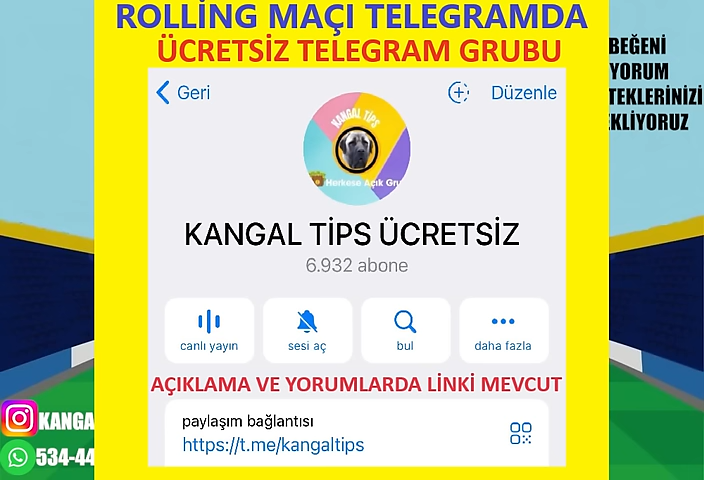 ROLLİNG MAÇI TELEGRAMDA
ÜCRETSİZ TELEGRAM GRUBU
BEĞENİ
YORUM
TEKLERİNİZİ
EKLİYORUZ
Geri
Düzenle
KANGAL TİPS
Herkese Açık Gru
KANGAL TİPS ÜCRETSİZ
6.932 abone
canlı yayın
sesi aç
bul
daha fazla
AÇIKLAMA VE YORUMLARDA LİNKİ MEVCUT
paylaşım bağlantısı
https://t.me/kangaltips
KANGA
534-44